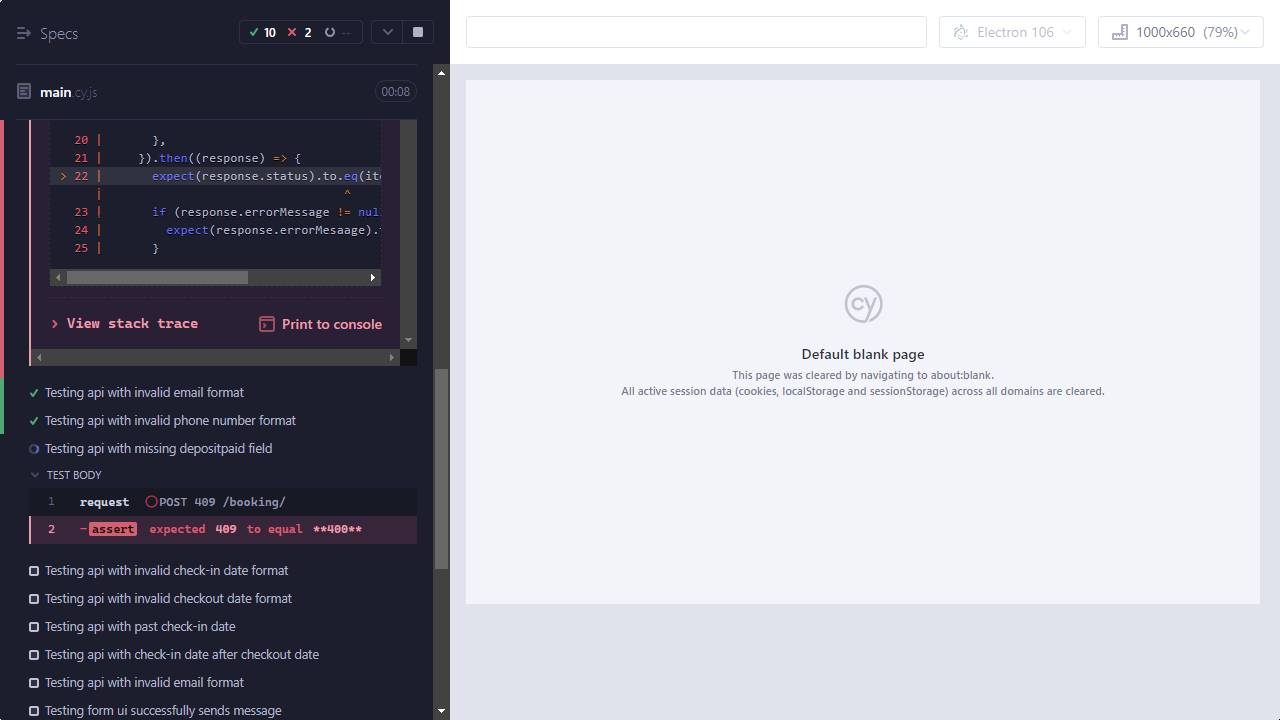 Specs
10 2 --
Electron 106
1000x660 (79%)
main.cy.js
00:08
20 | },
21 | }).then((response) => {
> 22 | expect(response.status).to.eq(it
| ^
23 | if (response.errorMessage != nul
24 | expect(response.errorMesaage).
25 | }
View stack trace
Print to console
Testing api with invalid email format
Testing api with invalid phone number format
Testing api with missing depositpaid field
TEST BODY
1 request POST 409 /booking/
2 -assert expected 409 to equal **400**
Testing api with invalid check-in date format
Testing api with invalid checkout date format
Testing api with past check-in date
Testing api with check-in date after checkout date
Testing api with invalid email format
Testing form ui successfully sends message
cy
Default blank page
This page was cleared by navigating to about:blank.
All active session data (cookies, localStorage and sessionStorage) across all domains are cleared.